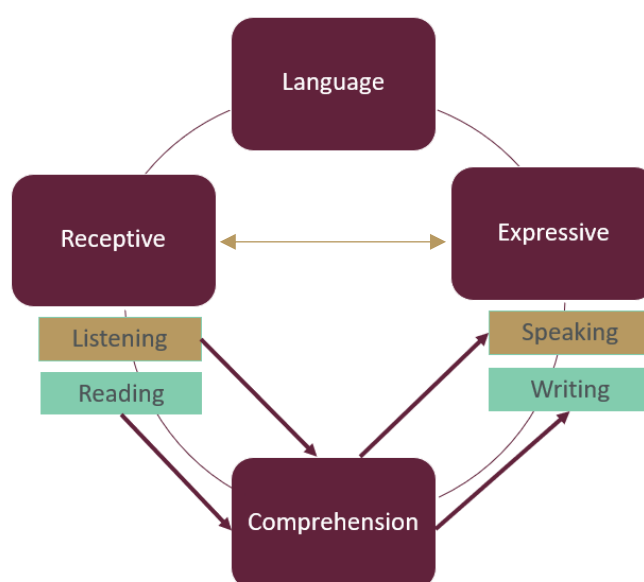 Language
Receptive
Expressive
Listening
Speaking
Reading
Writing
Comprehension